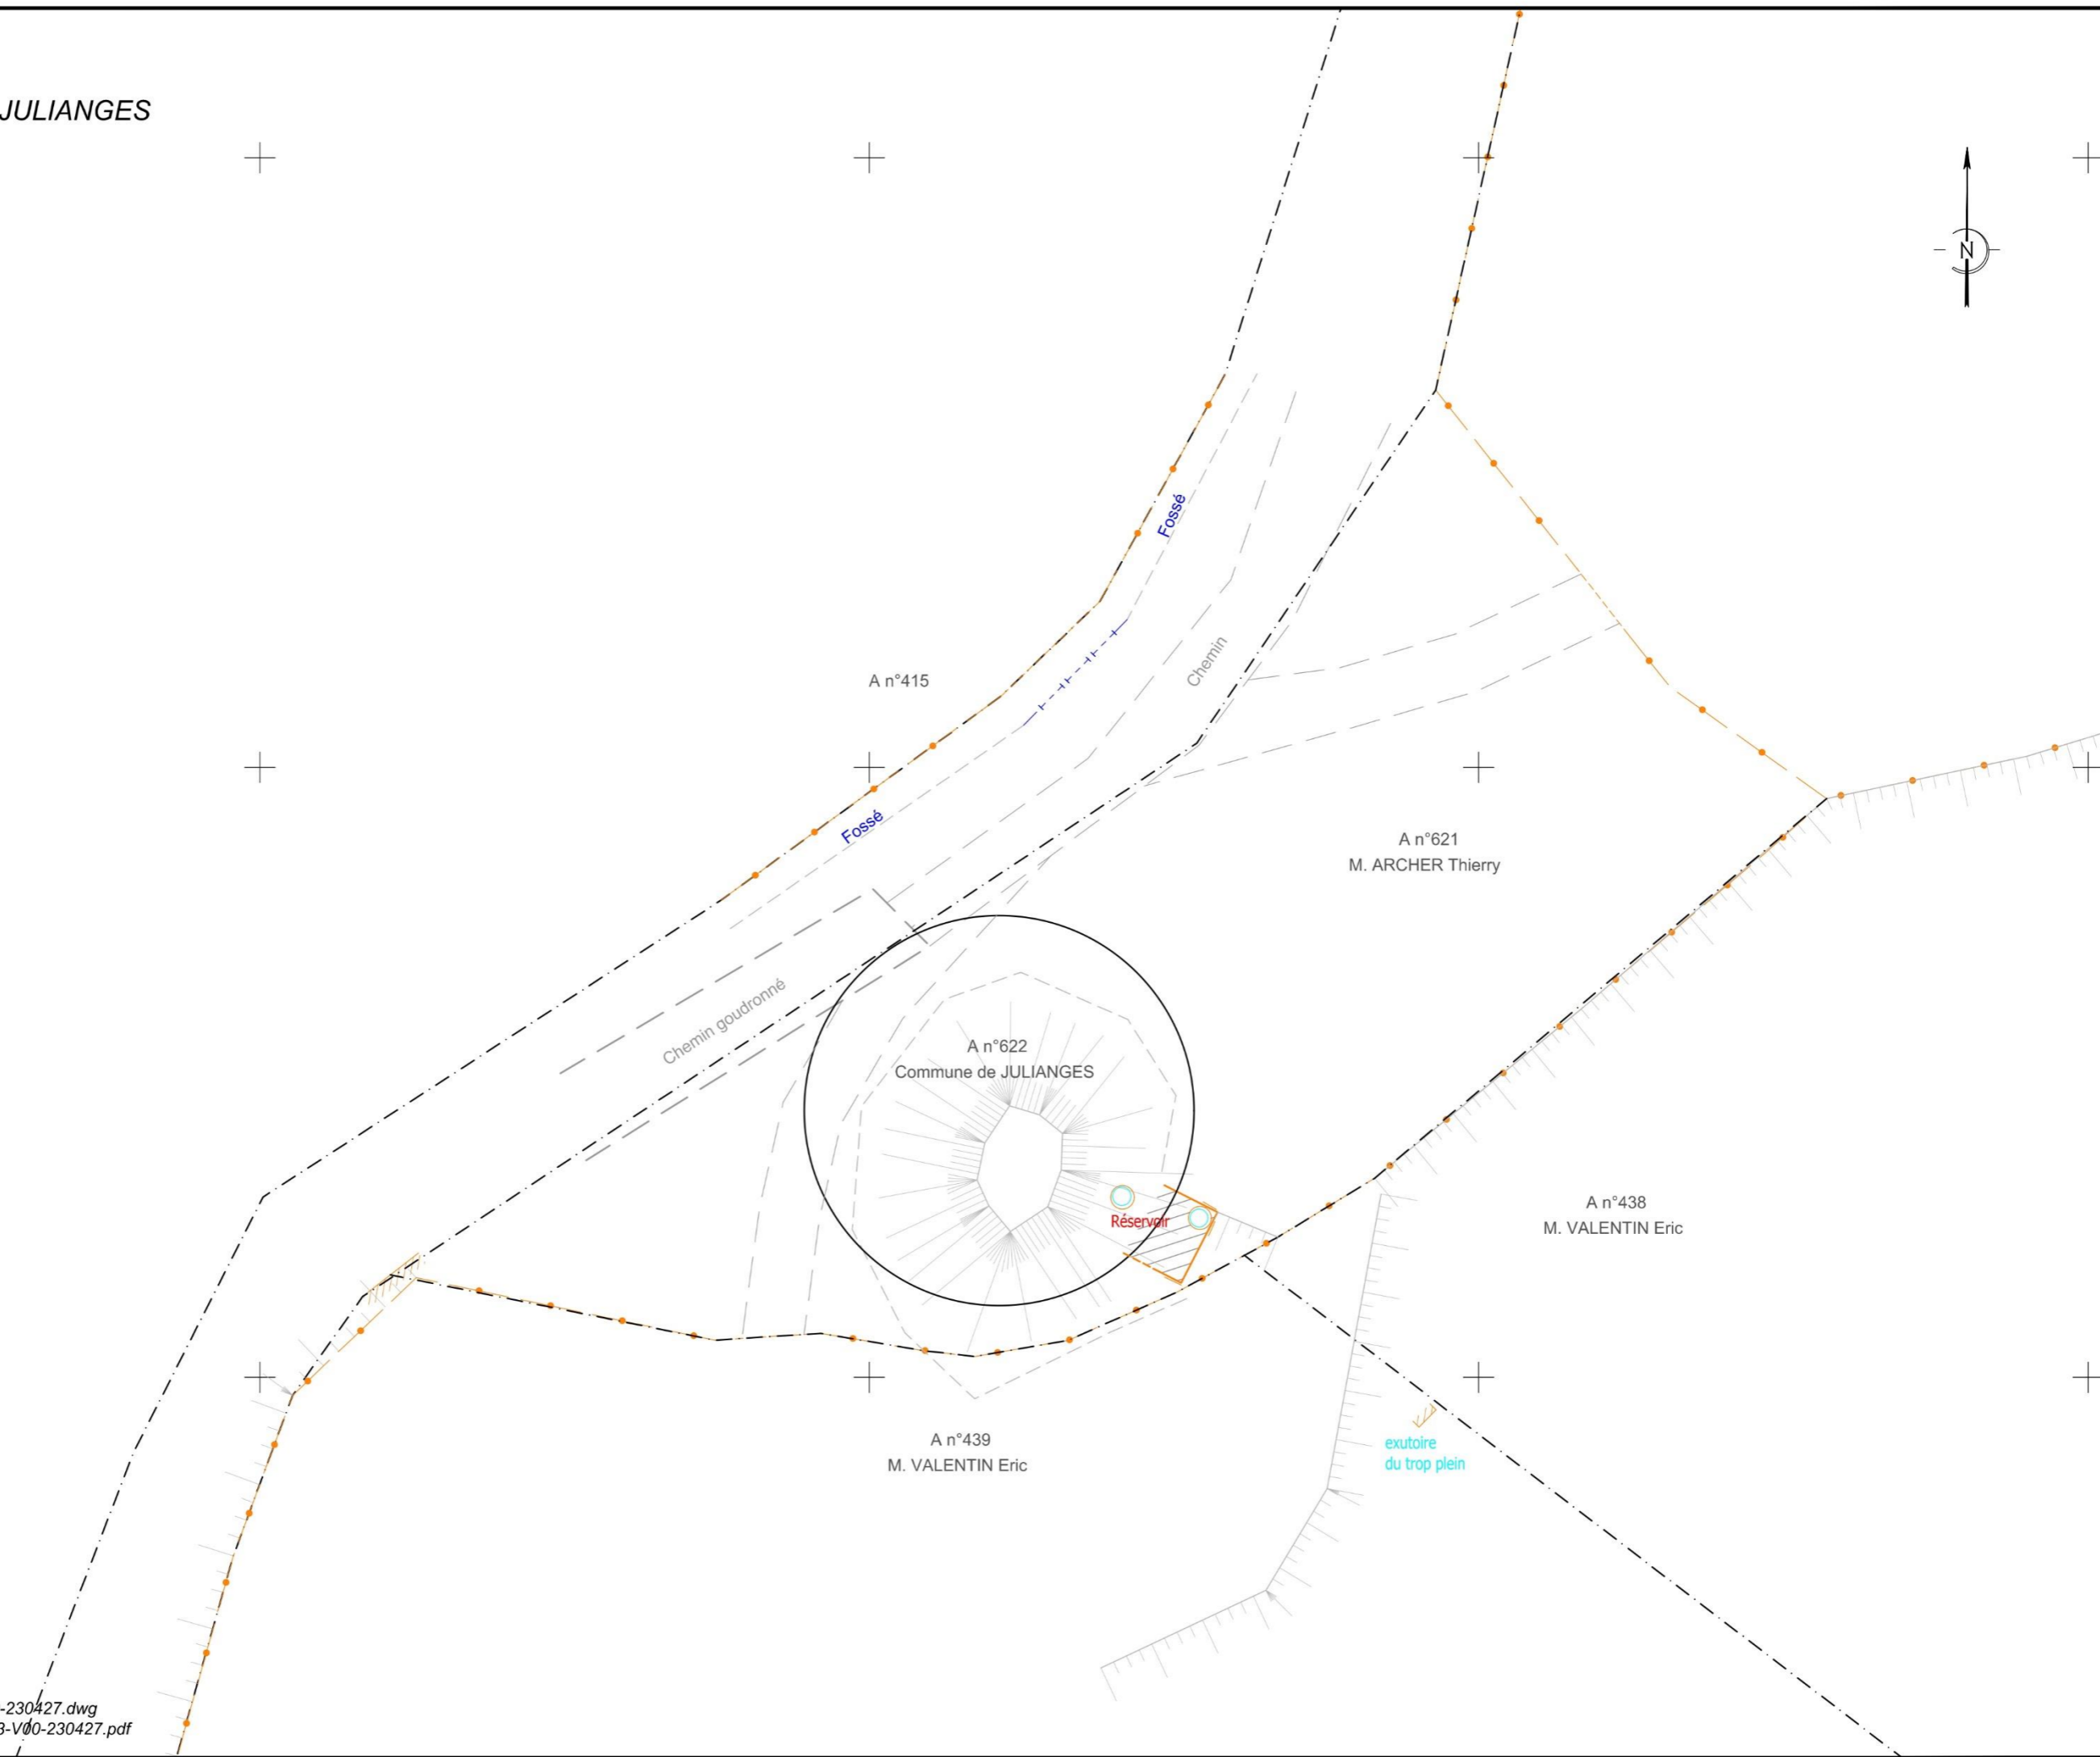 JULIANGES
N
Fossé
Chemin
A n°415
Fossé
A n°621
M. ARCHER Thierry
Chemin goudronné
A n°622
Commune de JULIANGES
Réservoir
A n°438
M. VALENTIN Eric
A n°439
M. VALENTIN Eric
exutoire
du trop plein
-230427.dwg
3-V00-230427.pdf